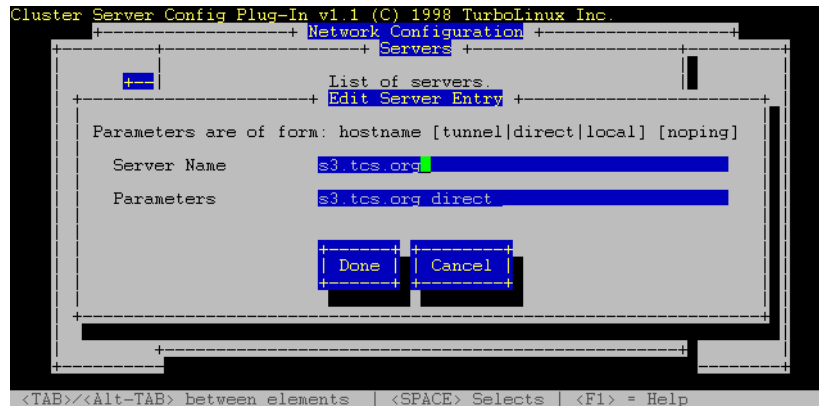 Cluster Server Config Plug-In v1.1 (C) 1998 TurboLinux Inc.
Network Configuration
Servers
List of servers.
Edit Server Entry
Parameters are of form: hostname [tunnel|direct|local] [noping]
Server Name s3.tcs.org
Parameters s3.tcs.org direct
Done Cancel
<TAB>/<Alt-TAB> between elements | <SPACE> Selects | <F1> = Help